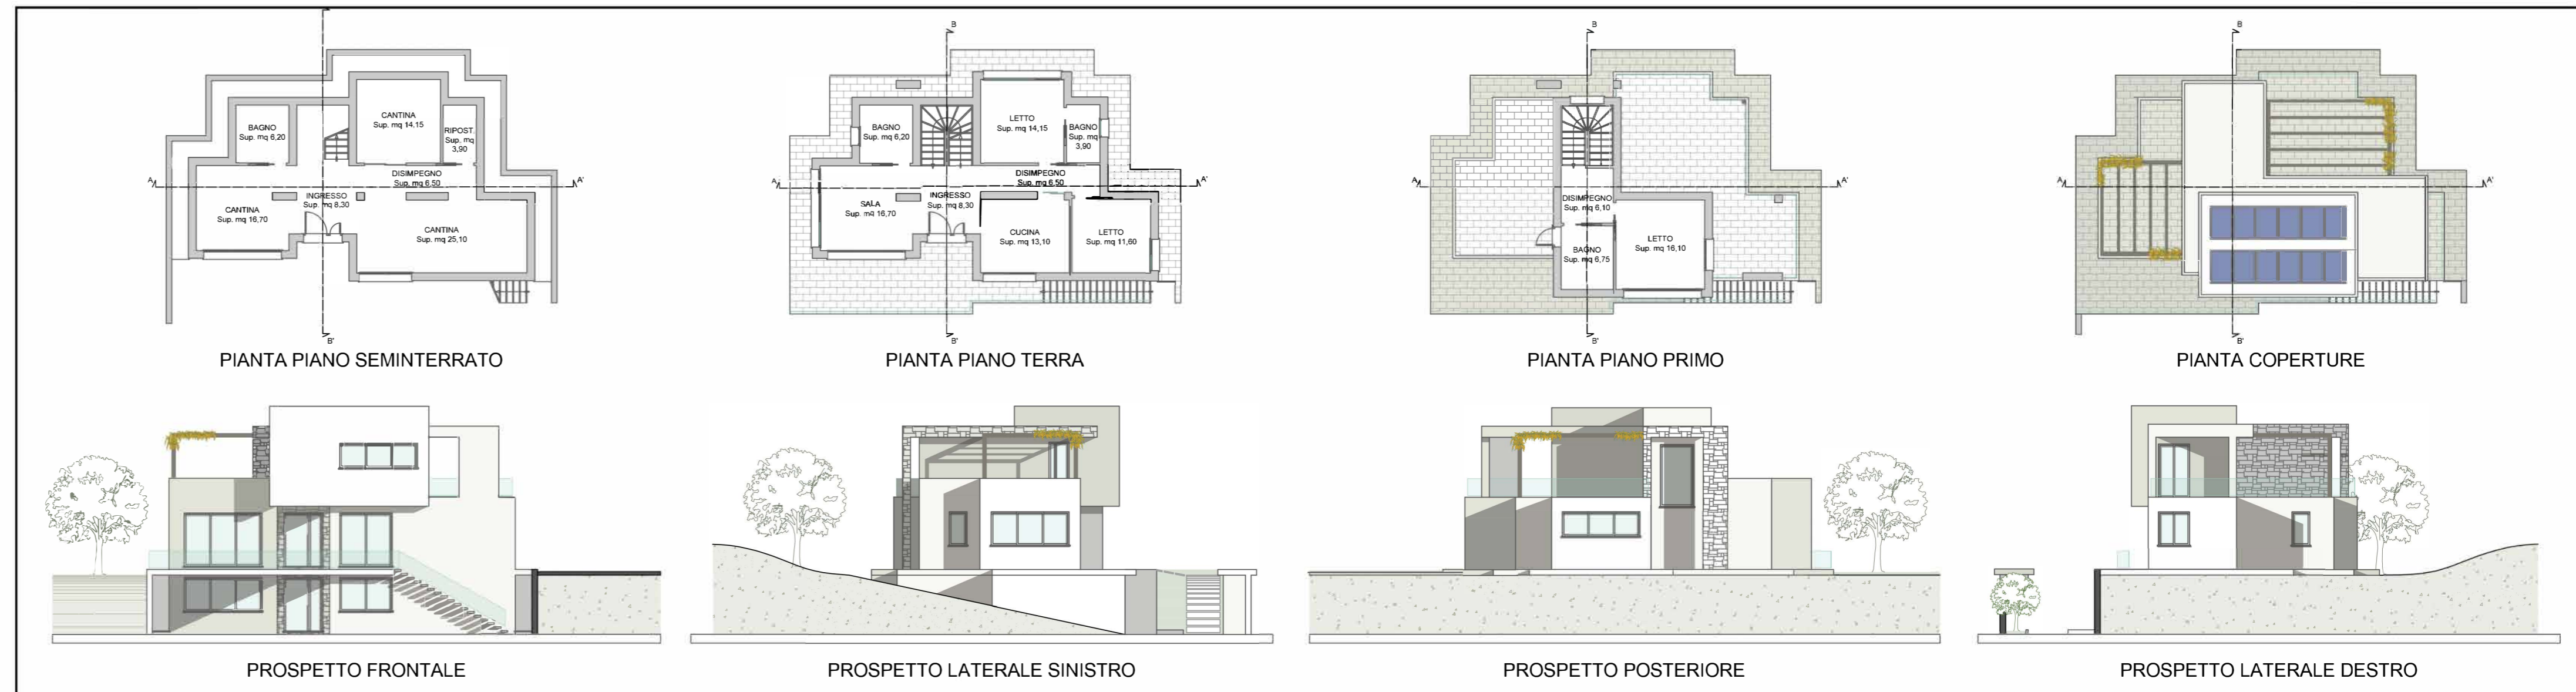 B
B
B
BAGNO
Sup. mq 6,20
CANTINA
Sup. mq 14,15
RIPOST.
Sup. mq
3,90
A
DISIMPEGNO
Sup. mq 6.50
A'
INGRESSO
Sup. mq 8,30
CANTINA
Sup. mq 16,70
CANTINA
Sup. mq 25,10
B'
PIANTA PIANO SEMINTERRATO
BAGNO
Sup. mq 6,20
LETTO
Sup. mq 14,15
BAGNO
Sup. mq
3,90
A
DISIMPEGNO
Sup. mq 6.50
A'
INGRESSO
Sup. mq 8,30
SALA
Sup. mq 16,70
CUCINA
Sup. mq 13,10
LETTO
Sup. mq 11,60
B'
PIANTA PIANO TERRA
A
A'
DISIMPEGNO
Sup. mq 6,10
BAGNO
Sup. mq 6,75
LETTO
Sup. mq 16,10
B'
PIANTA PIANO PRIMO
A
A'
B'
PIANTA COPERTURE
PROSPETTO FRONTALE
PROSPETTO LATERALE SINISTRO
PROSPETTO POSTERIORE
PROSPETTO LATERALE DESTRO